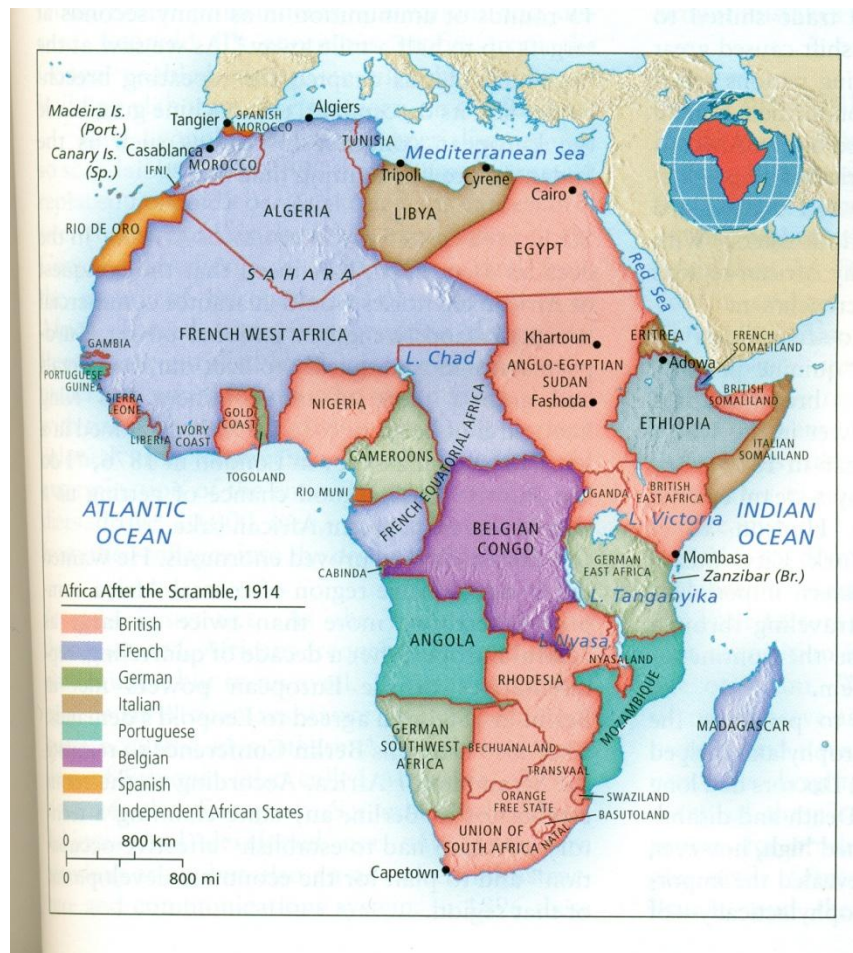 Madeira Is.
(Port.)
Canary Is.
(Sp.)
Tangier
SPANISH
MOROCCO
Algiers
Casablanca
IFNI
MOROCCO
TUNISIA
Mediterranean Sea
Tripoli
Cyrene
Cairo
RIO DE ORO
ALGERIA
LIBYA
EGYPT
SAHARA
Red Sea
FRENCH WEST AFRICA
L. Chad
Khartoum
ANGLO-EGYPTIAN
SUDAN
Fashoda
ERITREA
Adowa
FRENCH
SOMALILAND
BRITISH
SOMALILAND
ETHIOPIA
ITALIAN
SOMALILAND
GAMBIA
PORTUGUESE
GUINEA
SIERRA
LEONE
LIBERIA
IVORY
COAST
GOLD
COAST
TOGOLAND
NIGERIA
CAMEROONS
RIO MUNI
FRENCH EQUATORIAL AFRICA
ATLANTIC
OCEAN
CABINDA
BELGIAN
CONGO
UGANDA
BRITISH
EAST AFRICA
L. Victoria
INDIAN
OCEAN
GERMAN
EAST AFRICA
Mombasa
Zanzibar (Br.)
L. Tanganyika
ANGOLA
L. Nyasa
NYASALAND
RHODESIA
MOZAMBIQUE
MADAGASCAR
GERMAN
SOUTHWEST
AFRICA
BECHUANALAND
TRANSVAAL
ORANGE
FREE STATE
SWAZILAND
BASUTOLAND
NATAL
UNION OF
SOUTH AFRICA
Capetown
Africa After the Scramble, 1914
British
French
German
Italian
Portuguese
Belgian
Spanish
Independent African States
0 800 km
0 800 mi